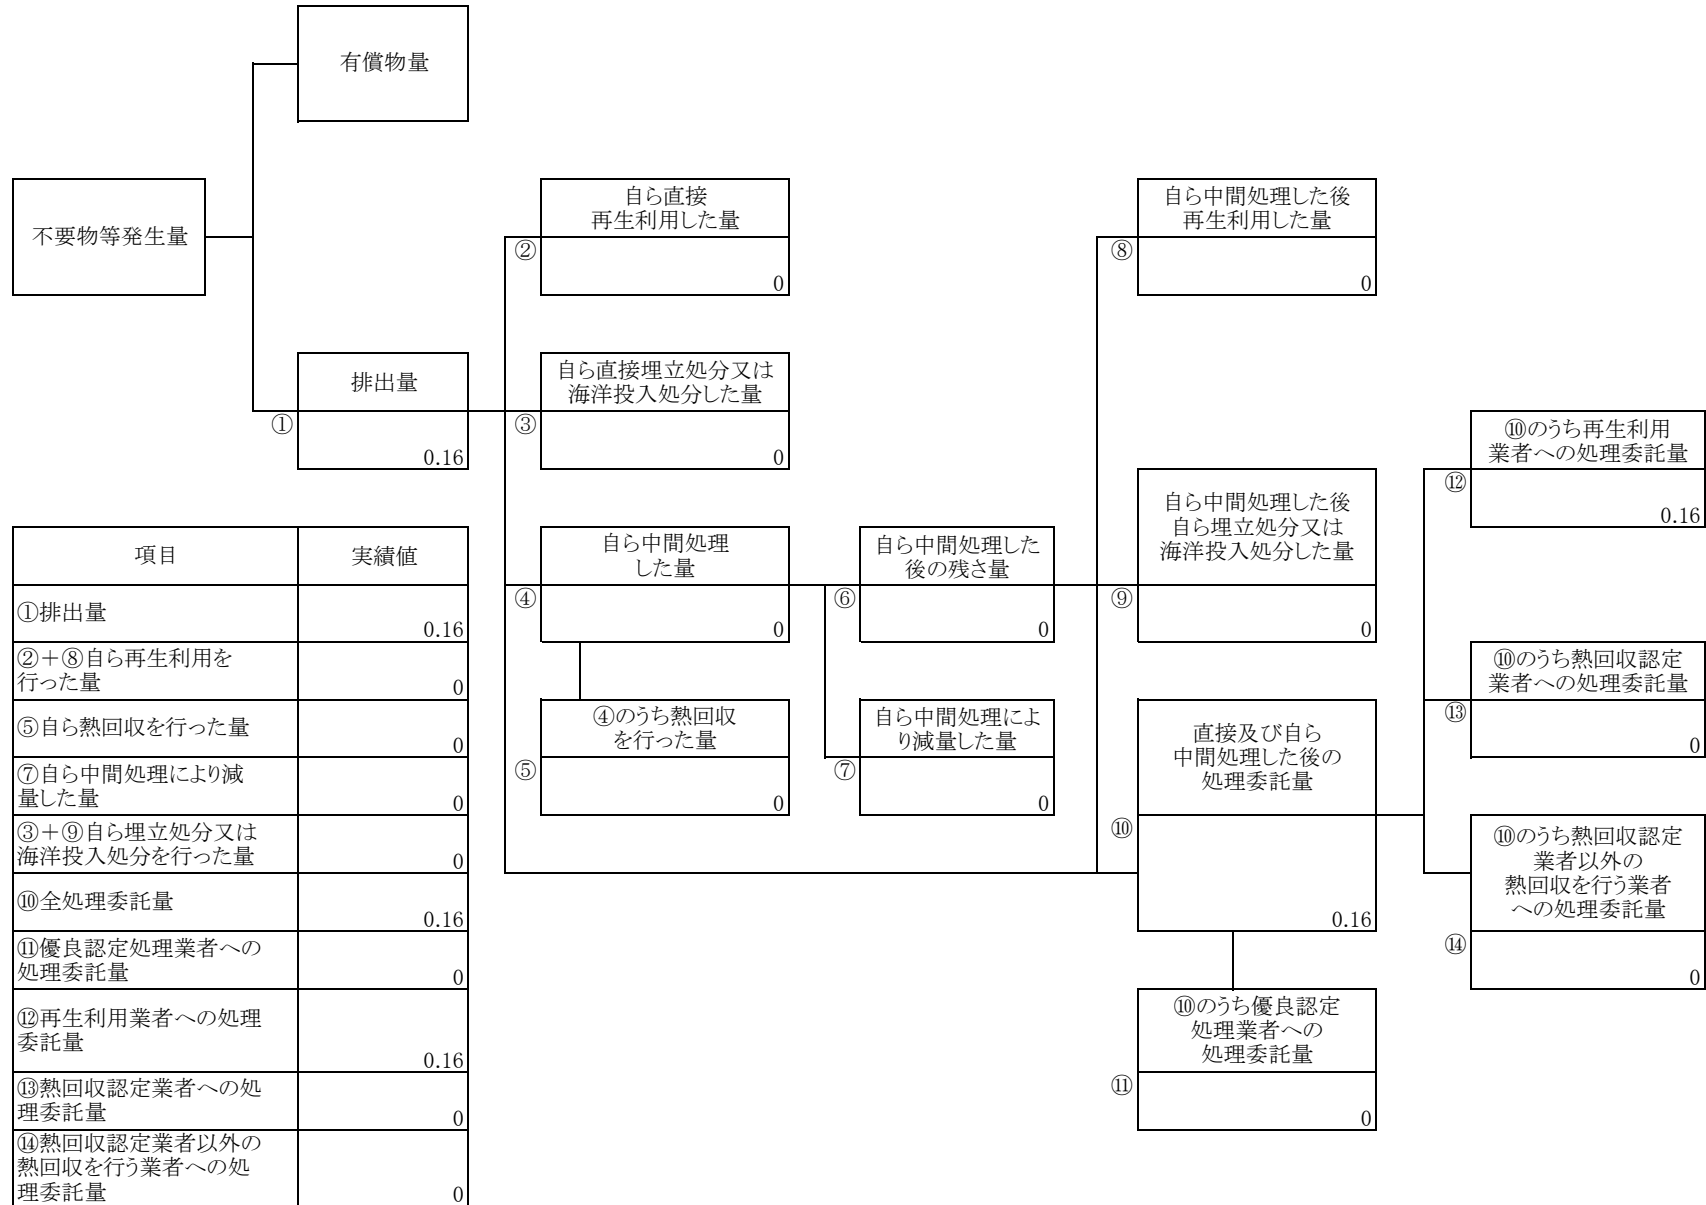 有償物量
不要物等発生量
自ら直接
再生利用した量
②
0
自ら中間処理した後
再生利用した量
⑧
0
排出量
①
0.16
自ら直接埋立処分又は
海洋投入処分した量
③
0
⑩のうち再生利用
業者への処理委託量
⑫
0.16
自ら中間処理
した量
④
0
自ら中間処理した
後の残さ量
⑥
0
自ら中間処理した後
自ら埋立処分又は
海洋投入処分した量
⑨
0
⑩のうち熱回収認定
業者への処理委託量
⑬
0
④のうち熱回収
を行った量
⑤
0
自ら中間処理によ
り減量した量
⑦
0
直接及び自ら
中間処理した後の
処理委託量
⑩
0.16
⑩のうち熱回収認定
業者以外の
熱回収を行う業者
への処理委託量
⑭
0
⑩のうち優良認定
処理業者への
処理委託量
⑪
0
項目
実績値
①排出量
0.16
②＋⑧自ら再生利用を
行った量
0
⑤自ら熱回収を行った量
0
⑦自ら中間処理により減
量した量
0
③＋⑨自ら埋立処分又は
海洋投入処分を行った量
0
⑩全処理委託量
0.16
⑪優良認定処理業者への
処理委託量
0
⑫再生利用業者への処理
委託量
0.16
⑬熱回収認定業者への処
理委託量
0
⑭熱回収認定業者以外の
熱回収を行う業者への処
理委託量
0